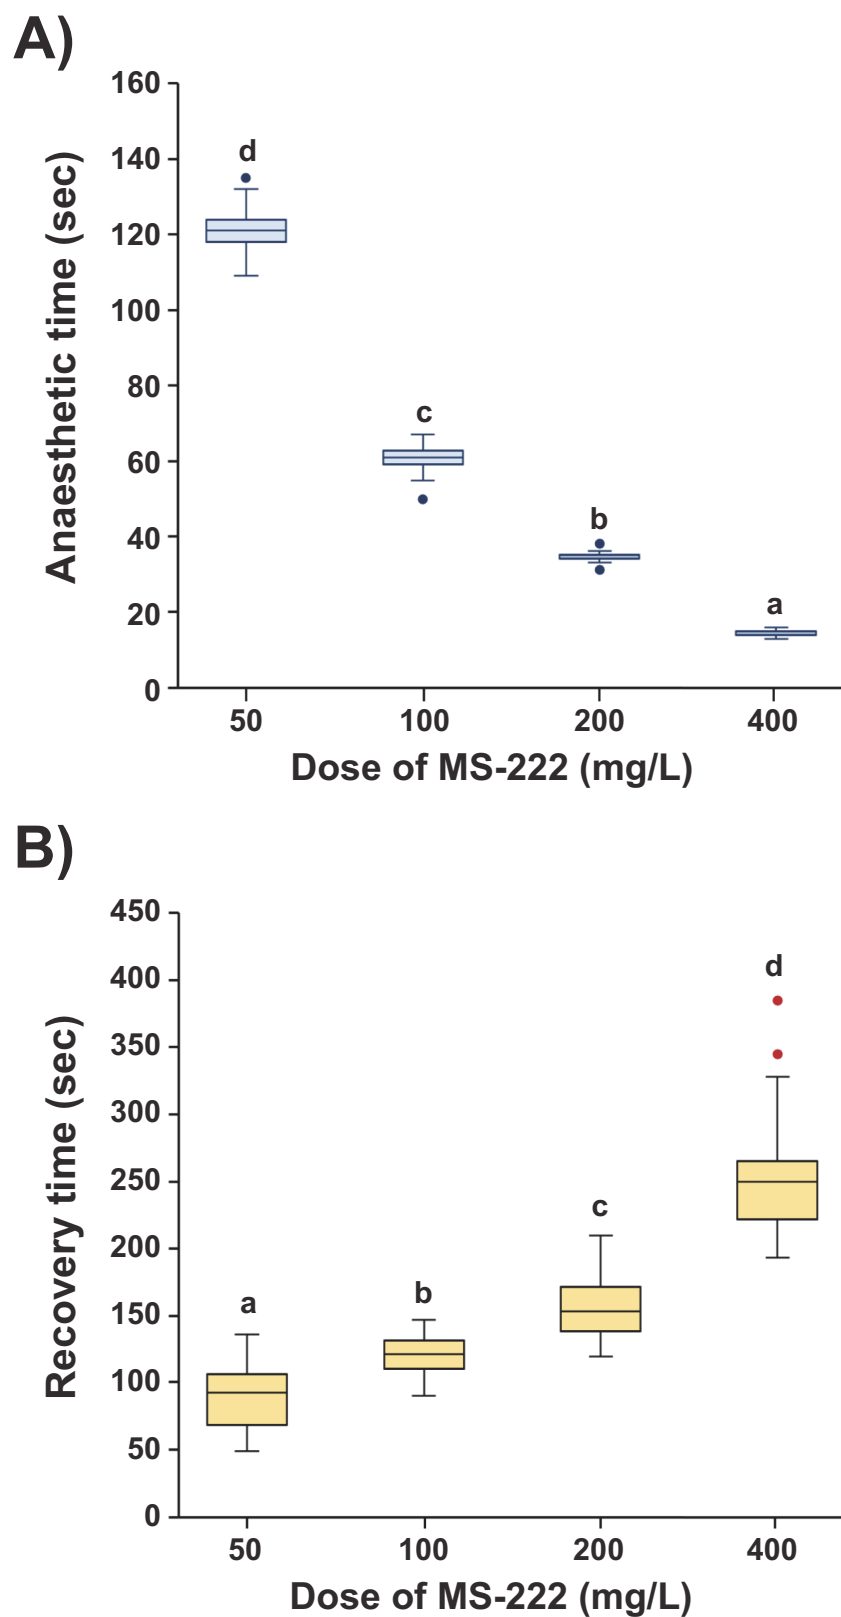 A)
160
140
120
100
80
60
40
20
0
Anaesthetic time (sec)
d
c
b
a
50 100 200 400
Dose of MS-222 (mg/L)
B)
450
400
350
300
250
200
150
100
50
0
Recovery time (sec)
a
b
c
d
50 100 200 400
Dose of MS-222 (mg/L)